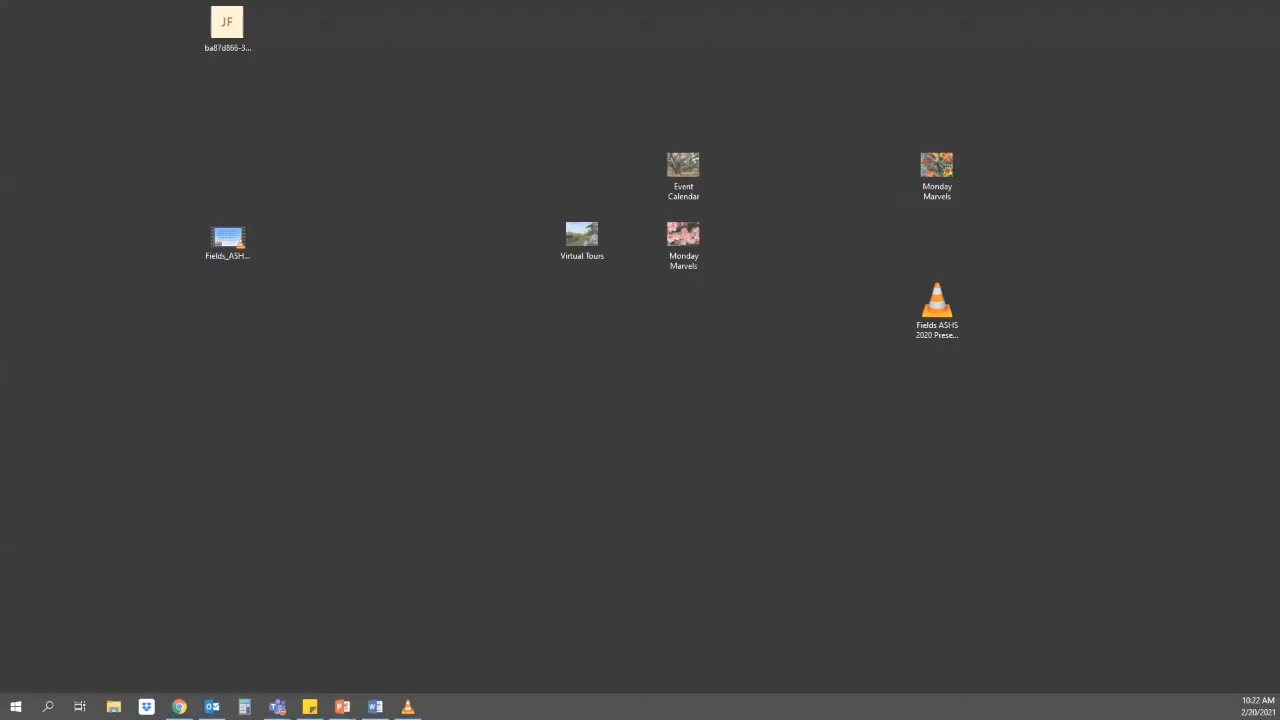 JF
ba87d866-3...
Event
Calendar
Monday
Marvels
Fields_ASH...
Virtual Tours
Monday
Marvels
Fields ASHS
2020 Prese...
10:22 AM
2/20/2021